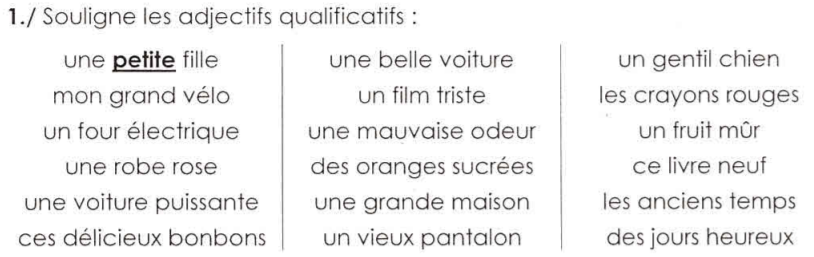 1./ Souligne les adjectifs qualificatifs :
une petite fille
mon grand vélo
un four électrique
une robe rose
une voiture puissante
ces délicieux bonbons
une belle voiture
un film triste
une mauvaise odeur
des oranges sucrées
une grande maison
un vieux pantalon
un gentil chien
les crayons rouges
un fruit mûr
ce livre neuf
les anciens temps
des jours heureux